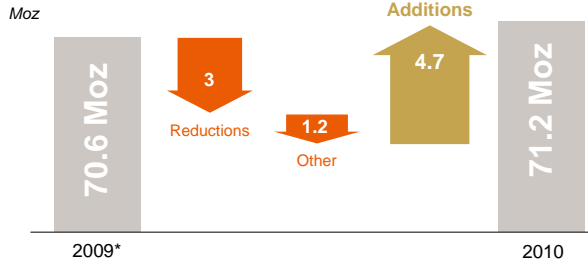 Moz
Additions
70.6 Moz
3
Reductions
1.2
Other
4.7
71.2 Moz
2009*
2010